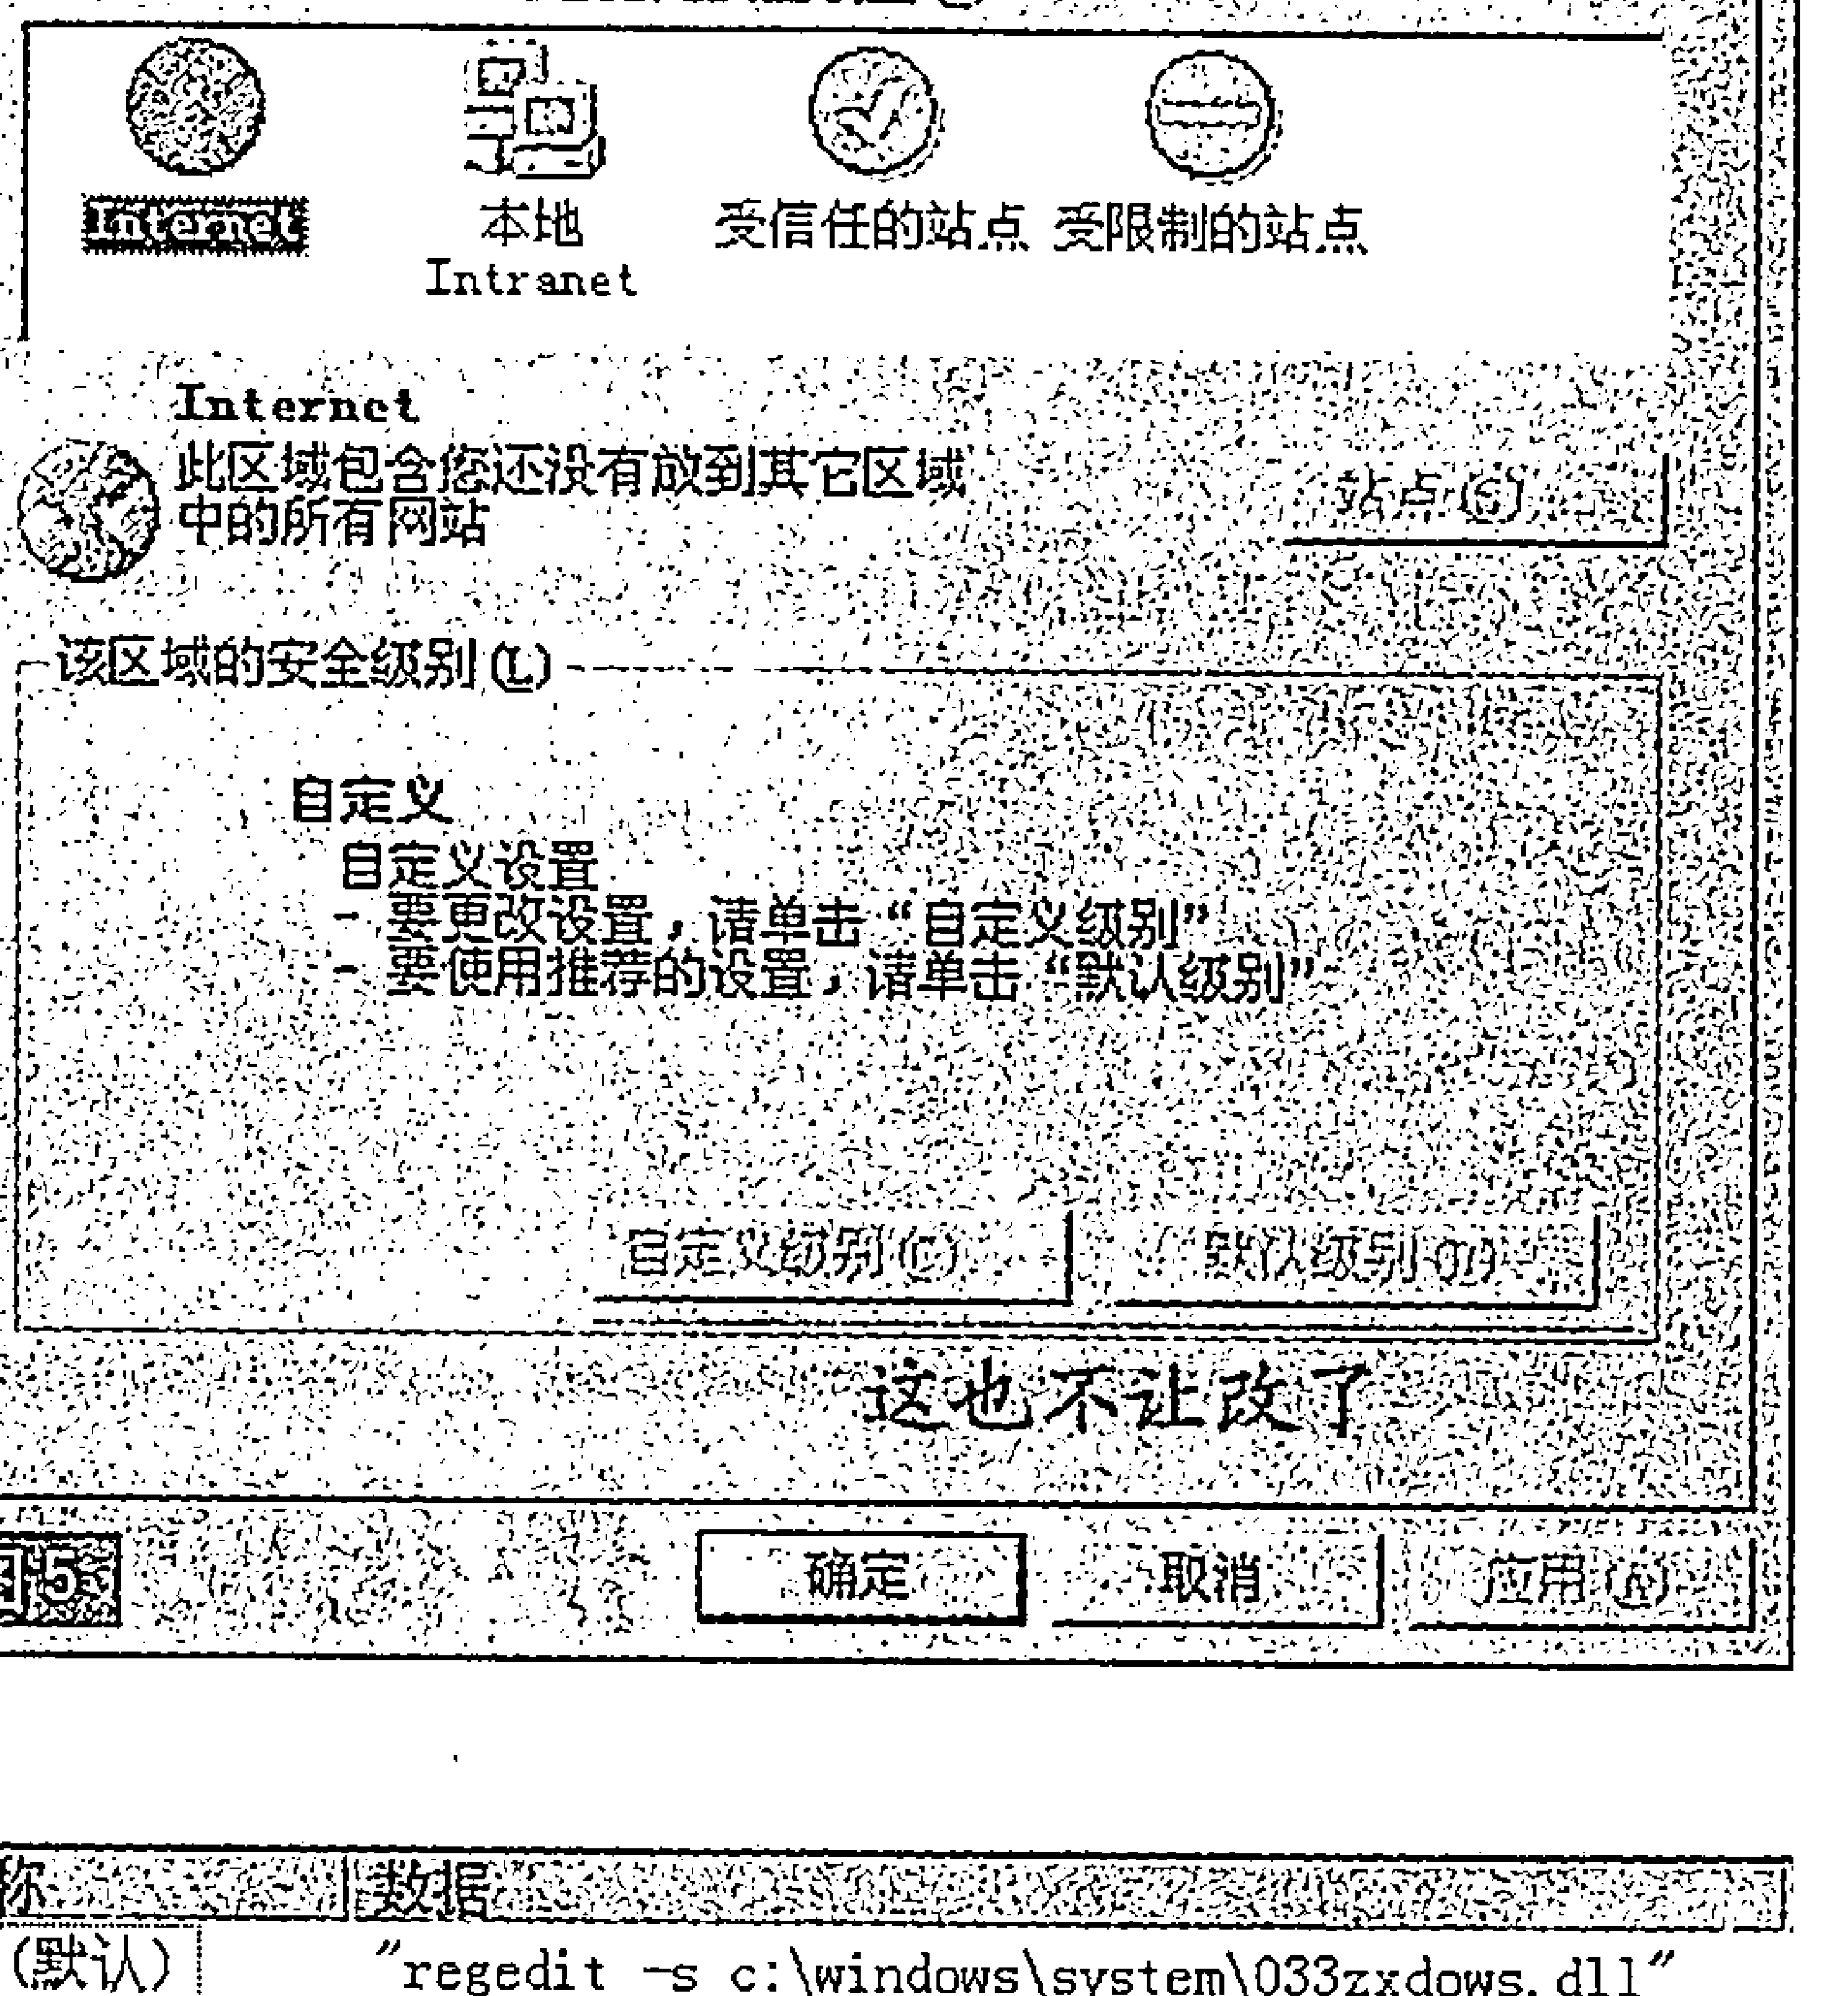 Internet
本地
Intranet
受信任的站点
受限制的站点
Internet
此区域包含您还没有放到其它区域
中的所有网站
站点(S)
该区域的安全级别(L)
自定义
自定义设置
- 要更改设置，请单击“自定义级别”
- 要使用推荐的设置，请单击“默认级别”
自定义级别(C)
默认级别(D)
这也不让改了
5
确定
取消
应用(A)
称
数据
(默认)
"regedit -s c:\windows\system\033zxdows.dll"